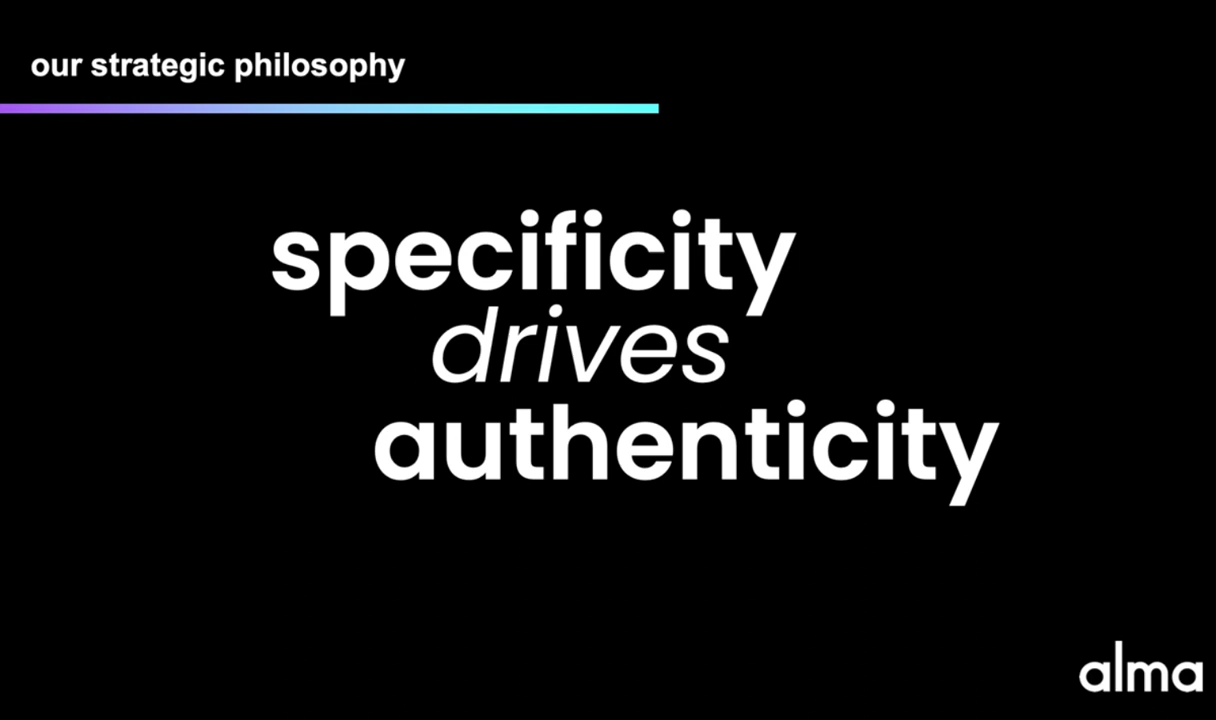 our strategic philosophy
specificity
drives
authenticity
alma